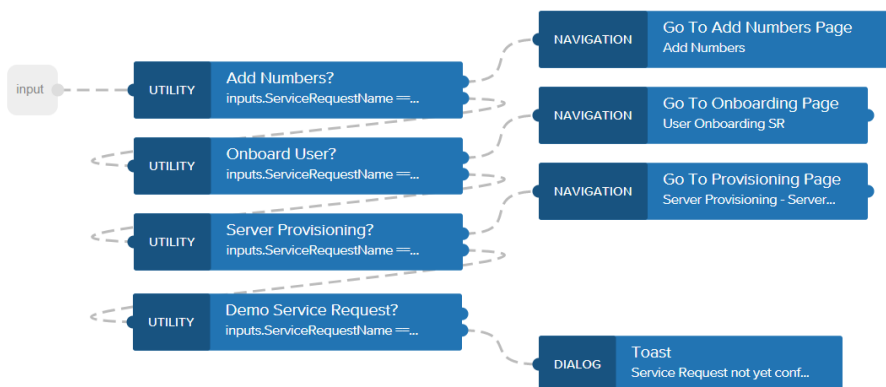 input
UTILITY
Add Numbers?
inputs.ServiceRequestName ==...
NAVIGATION
Go To Add Numbers Page
Add Numbers
UTILITY
Onboard User?
inputs.ServiceRequestName ==...
NAVIGATION
Go To Onboarding Page
User Onboarding SR
UTILITY
Server Provisioning?
inputs.ServiceRequestName ==...
NAVIGATION
Go To Provisioning Page
Server Provisioning - Server...
UTILITY
Demo Service Request?
inputs.ServiceRequestName ==...
DIALOG
Toast
Service Request not yet conf...